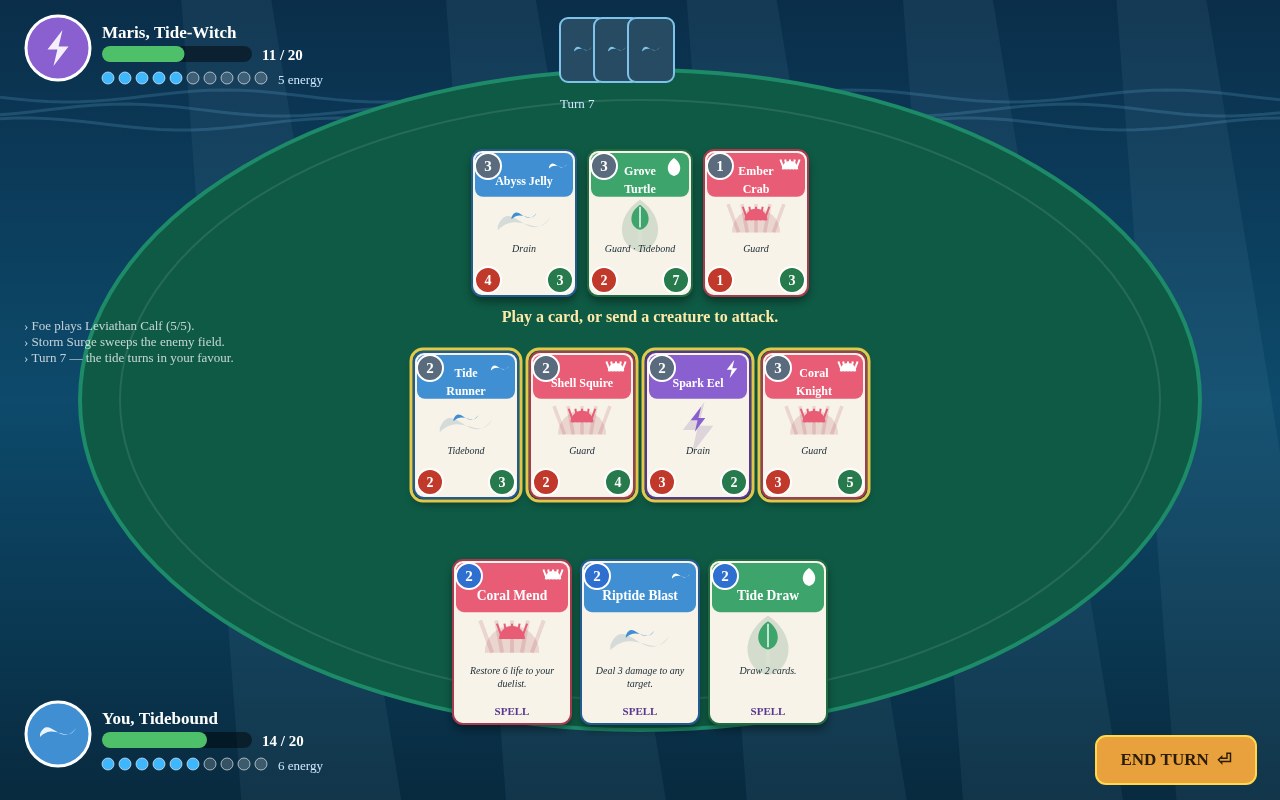 Maris, Tide-Witch
11 / 20
5 energy
Turn 7
3
Abyss Jelly
Drain
4
3
3
Grove
Turtle
Guard · Tidebond
2
7
1
Ember
Crab
Guard
1
3
Play a card, or send a creature to attack.
› Foe plays Leviathan Calf (5/5).
› Storm Surge sweeps the enemy field.
› Turn 7 — the tide turns in your favour.
2
Tide
Runner
Tidebond
2
3
2
Shell Squire
Guard
2
4
2
Spark Eel
Drain
3
2
3
Coral
Knight
Guard
3
5
2
Coral Mend
Restore 6 life to your
duelist.
SPELL
2
Riptide Blast
Deal 3 damage to any
target.
SPELL
2
Tide Draw
Draw 2 cards.
SPELL
You, Tidebound
14 / 20
6 energy
END TURN ⏎